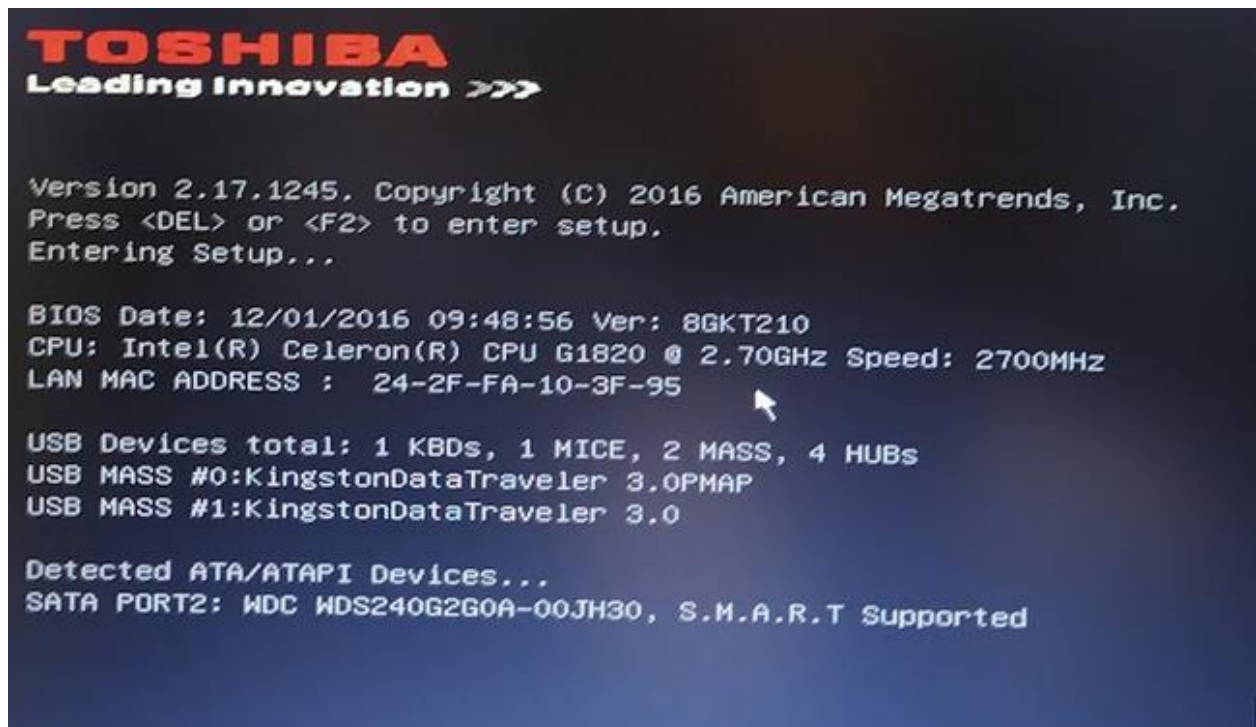 TOSHIBA
Leading Innovation >>>
Version 2.17.1245. Copyright (C) 2016 American Megatrends, Inc.
Press <DEL> or <F2> to enter setup.
Entering Setup...
BIOS Date: 12/01/2016 09:48:56 Ver: 8GKT210
CPU: Intel(R) Celeron(R) CPU G1820 @ 2.70GHz Speed: 2700MHz
LAN MAC ADDRESS :  24-2F-FA-10-3F-95
USB Devices total: 1 KBDs, 1 MICE, 2 MASS, 4 HUBs
USB MASS #0:KingstonDataTraveler 3.0PMAP
USB MASS #1:KingstonDataTraveler 3.0
Detected ATA/ATAPI Devices...
SATA PORT2: WDC WDS240G2G0A-00JH30, S.M.A.R.T Supported